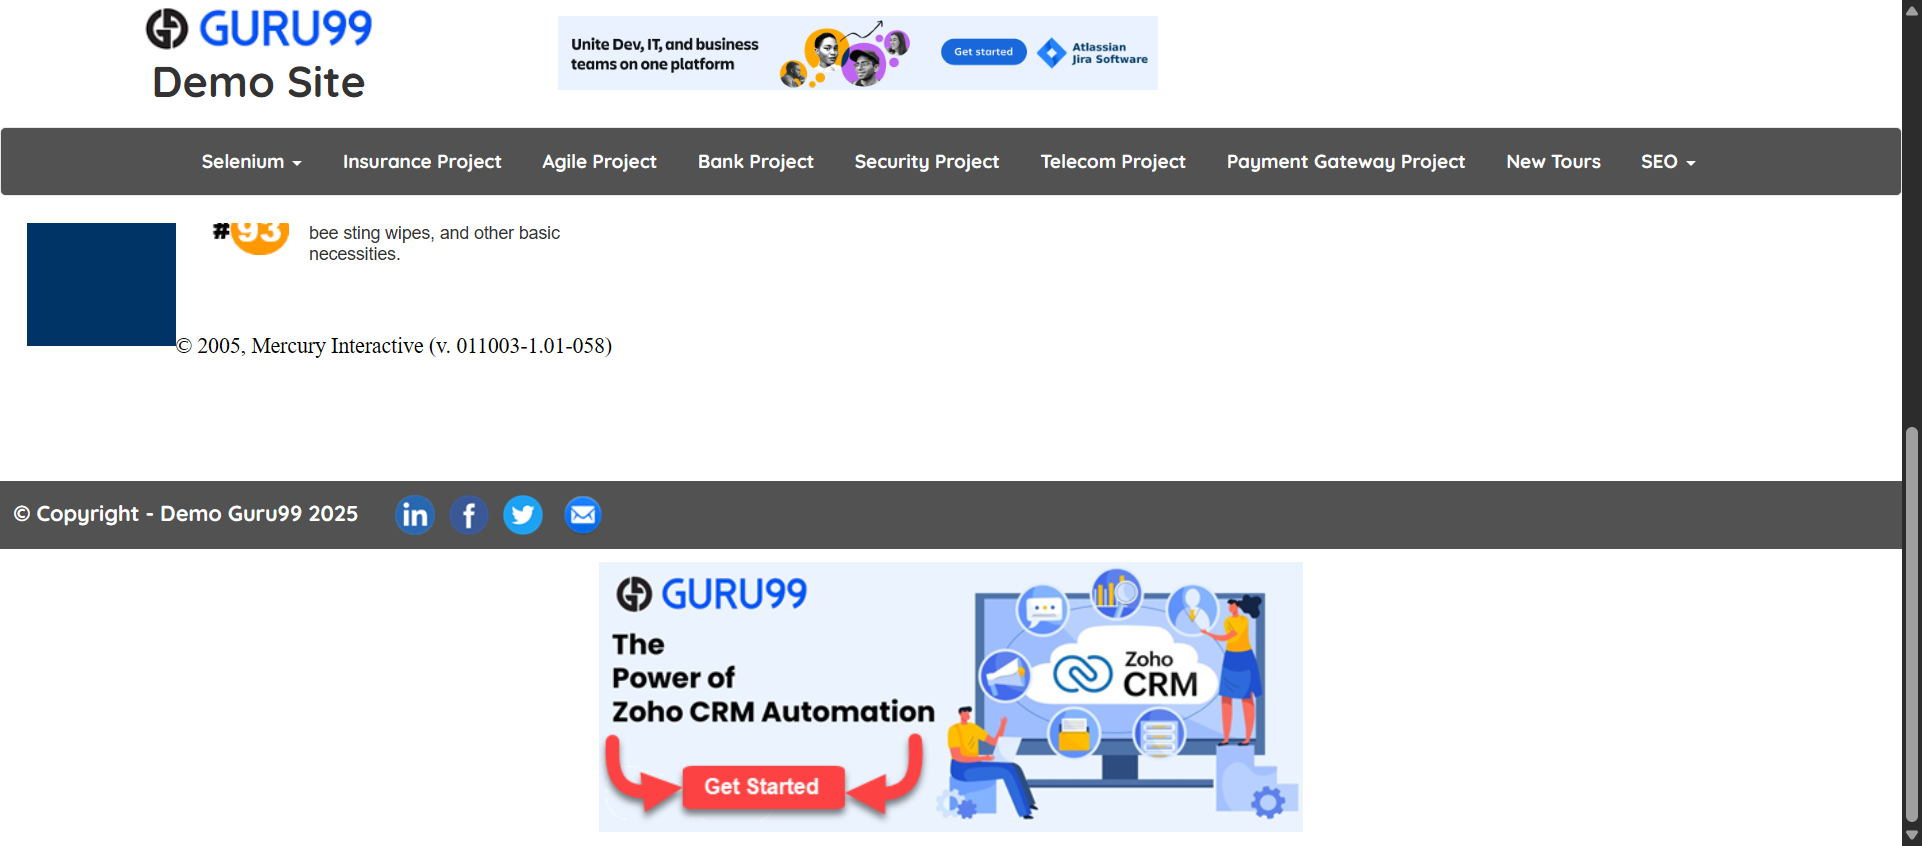 GURU99
Demo Site
Unite Dev, IT, and business
teams on one platform
Get started
Atlassian
Jira Software
Selenium
Insurance Project
Agile Project
Bank Project
Security Project
Telecom Project
Payment Gateway Project
New Tours
SEO
#93
bee sting wipes, and other basic
necessities.
© 2005, Mercury Interactive (v. 011003-1.01-058)
© Copyright - Demo Guru99 2025
in
f
GURU99
The
Power of
Zoho CRM Automation
Get Started
Zoho
CRM